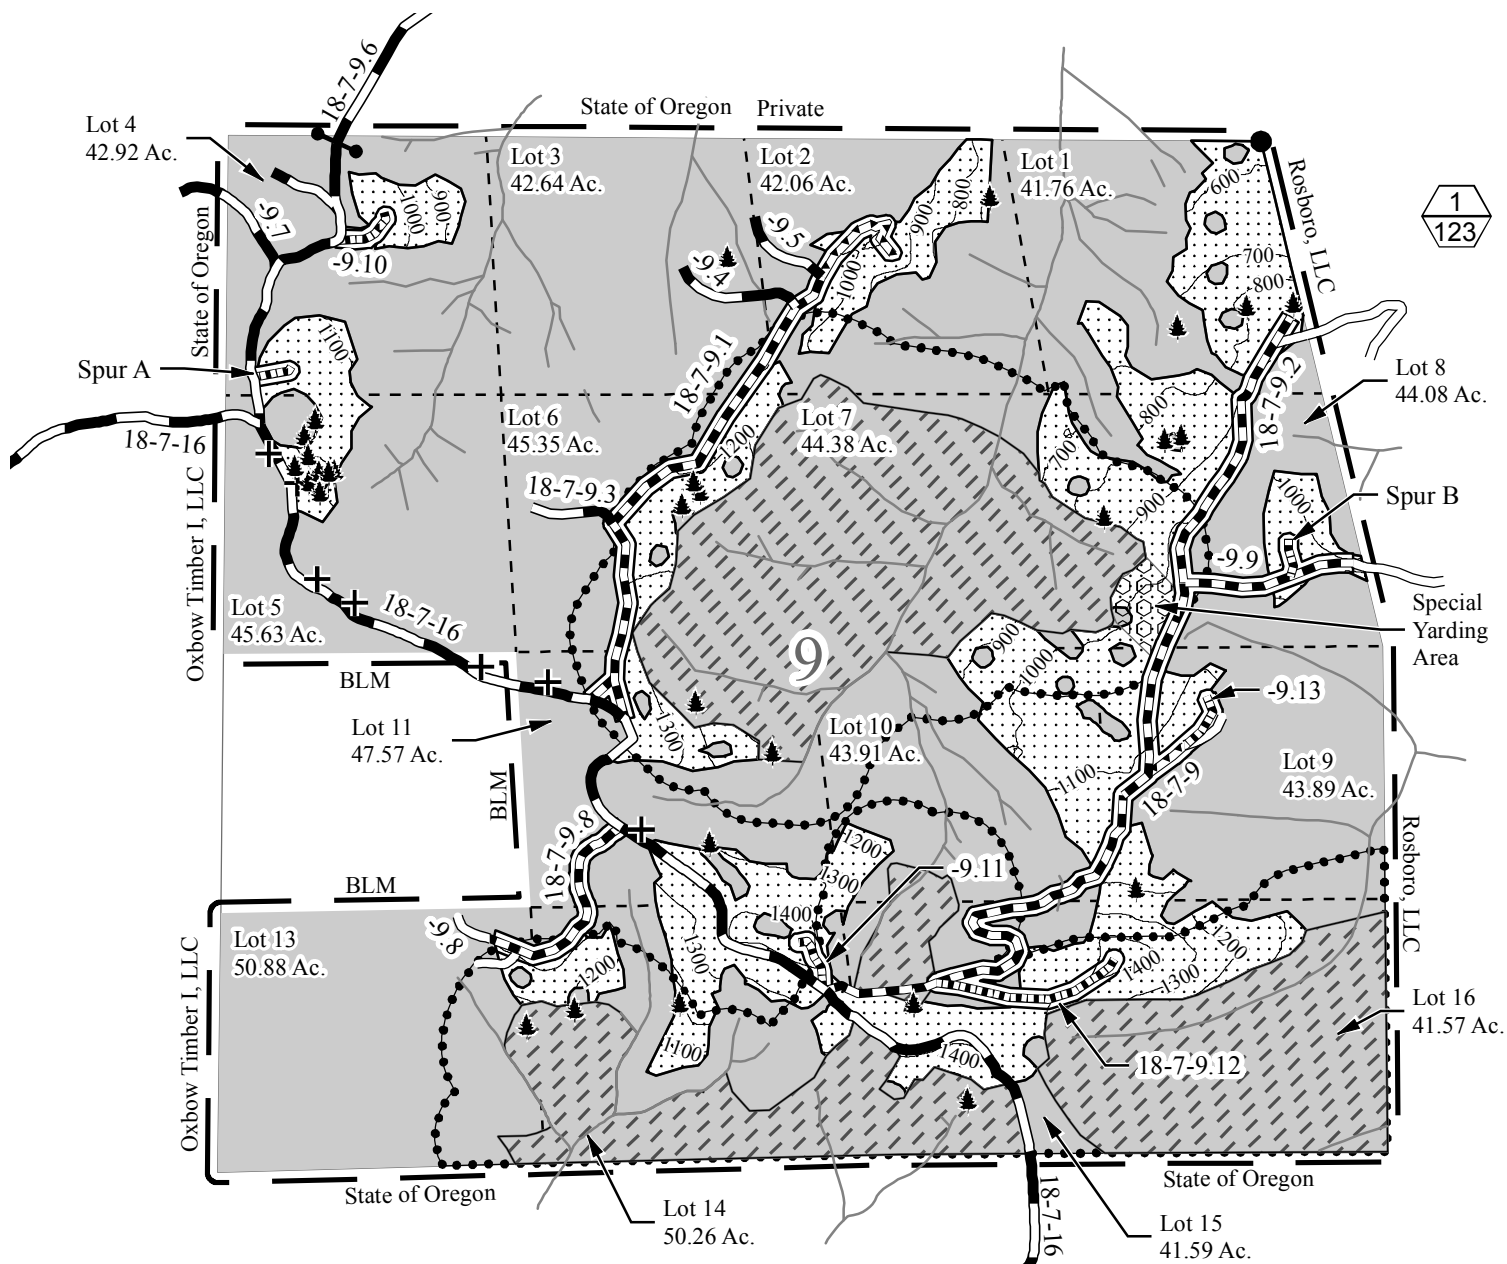 18-7-9.6
State of Oregon
Private
Lot 4
42.92 Ac.
Lot 3
42.64 Ac.
Lot 2
42.06 Ac.
Lot 1
41.76 Ac.
600
Rosboro, LLC
1
123
-9.7
1000
900
-9.10
State of Oregon
-9.5
-9.4
1000
900
800
700
800
1100
Spur A
18-7-9.1
18-7-9.2
Lot 8
44.08 Ac.
18-7-16
Lot 6
45.35 Ac.
1200
Lot 7
44.38 Ac.
800
700
900
18-7-9.3
1000
Spur B
-9.9
Oxbow Timber I, LLC
Lot 5
45.63 Ac.
18-7-16
9
900
1000
Special
Yarding
Area
BLM
-9.13
Lot 11
47.57 Ac.
1300
Lot 10
43.91 Ac.
1100
18-7-9
Lot 9
43.89 Ac.
BLM
18-7-9.8
1200
1300
-9.11
Rosboro, LLC
BLM
1400
-9.8
Lot 13
50.88 Ac.
Oxbow Timber I, LLC
1200
1300
1400
1300
1200
Lot 16
41.57 Ac.
1100
1400
18-7-9.12
State of Oregon
State of Oregon
18-7-16
Lot 14
50.26 Ac.
Lot 15
41.59 Ac.